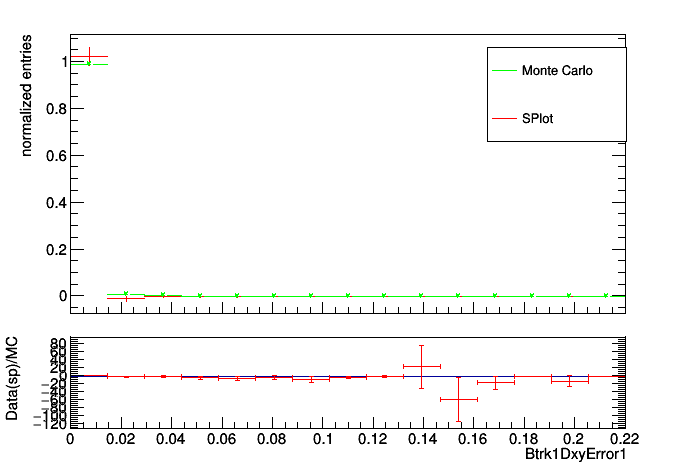 normalized entries
1
0.8
0.6
0.4
0.2
0
Monte Carlo
SPlot
Data(sp)/MC
80
60
40
20
0
−20
−40
−60
−80
−100
−120
0 0.02 0.04 0.06 0.08 0.1 0.12 0.14 0.16 0.18 0.2 0.22
Btrk1DxyError1